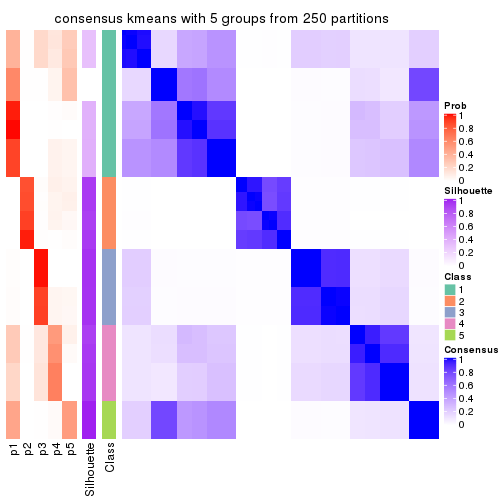 consensus kmeans with 5 groups from 250 partitions
Prob
1
0.8
0.6
0.4
0.2
0
Silhouette
1
0.8
0.6
0.4
0.2
0
Class
1
2
3
4
5
Consensus
1
0.8
0.6
0.4
0.2
0
p1
p2
p3
p4
p5
Silhouette
Class